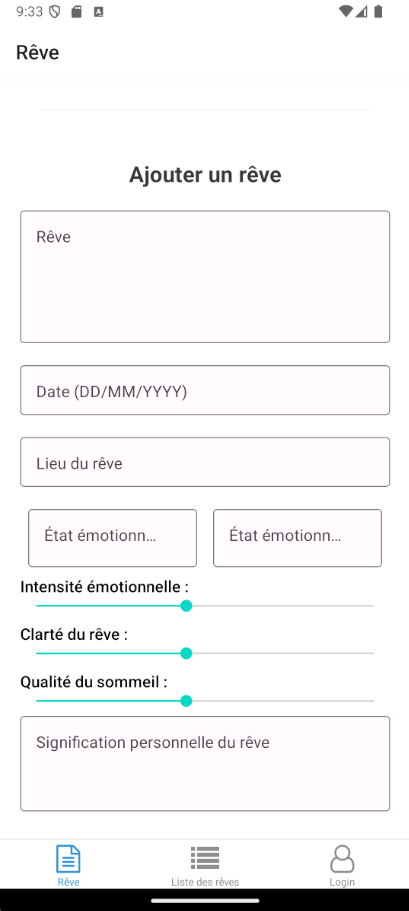 9:33
Rêve
Ajouter un rêve
Rêve
Date (DD/MM/YYYY)
Lieu du rêve
État émotionn... État émotionn...
Intensité émotionnelle :
Clarté du rêve :
Qualité du sommeil :
Signification personnelle du rêve
Rêve Liste des rêves Login